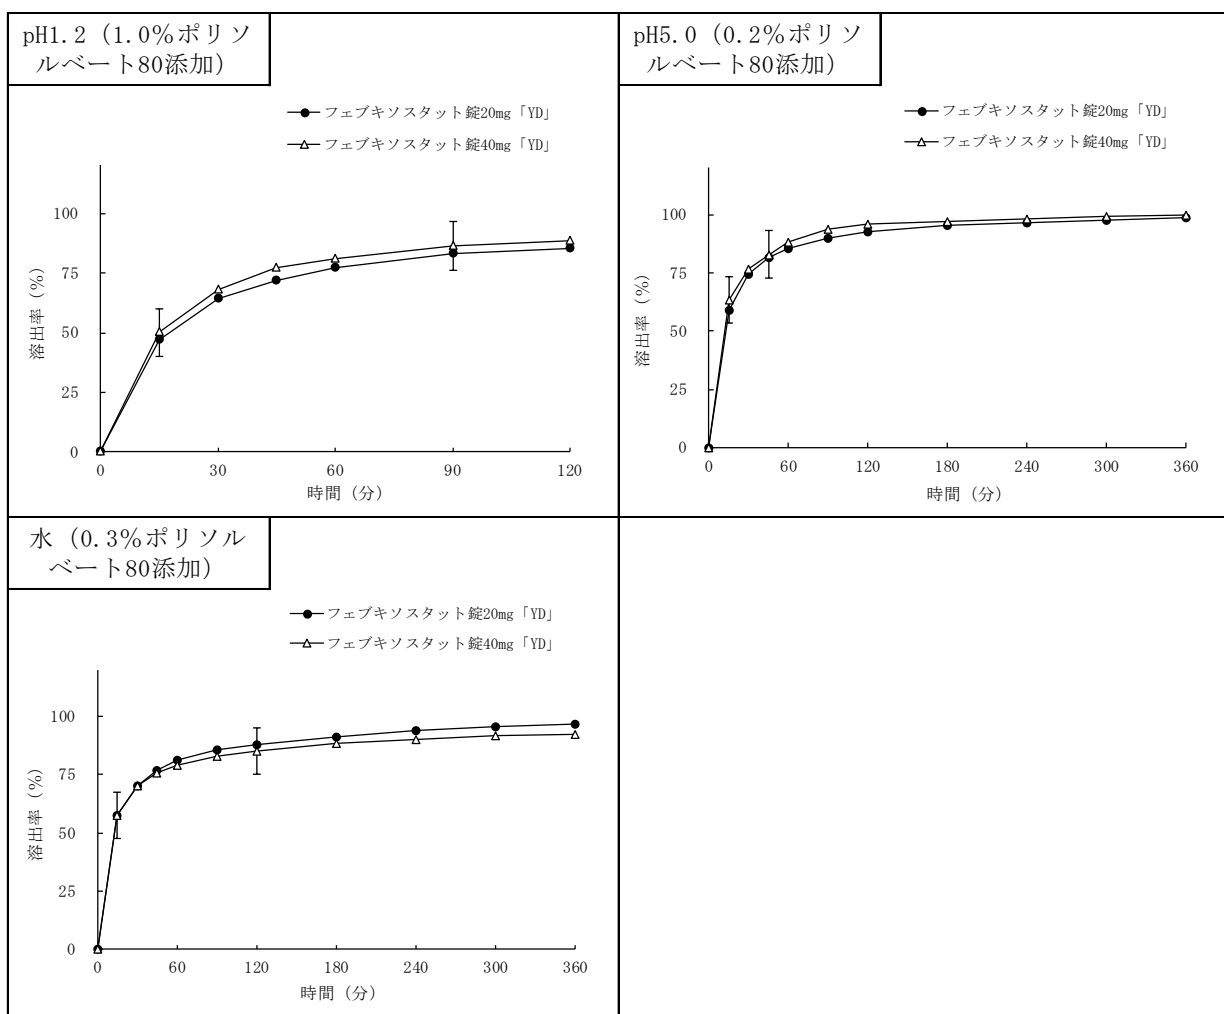 pH1.2（1.0%ポリソ
ルベート80添加）
フェブキソスタット錠20mg「YD」
フェブキソスタット錠40mg「YD」
100
75
50
25
0
溶出率（%）
0 30 60 90 120
時間（分）
pH5.0（0.2%ポリソ
ルベート80添加）
フェブキソスタット錠20mg「YD」
フェブキソスタット錠40mg「YD」
100
75
50
25
0
溶出率（%）
0 60 120 180 240 300 360
時間（分）
水（0.3%ポリソル
ベート80添加）
フェブキソスタット錠20mg「YD」
フェブキソスタット錠40mg「YD」
100
75
50
25
0
溶出率（%）
0 60 120 180 240 300 360
時間（分）